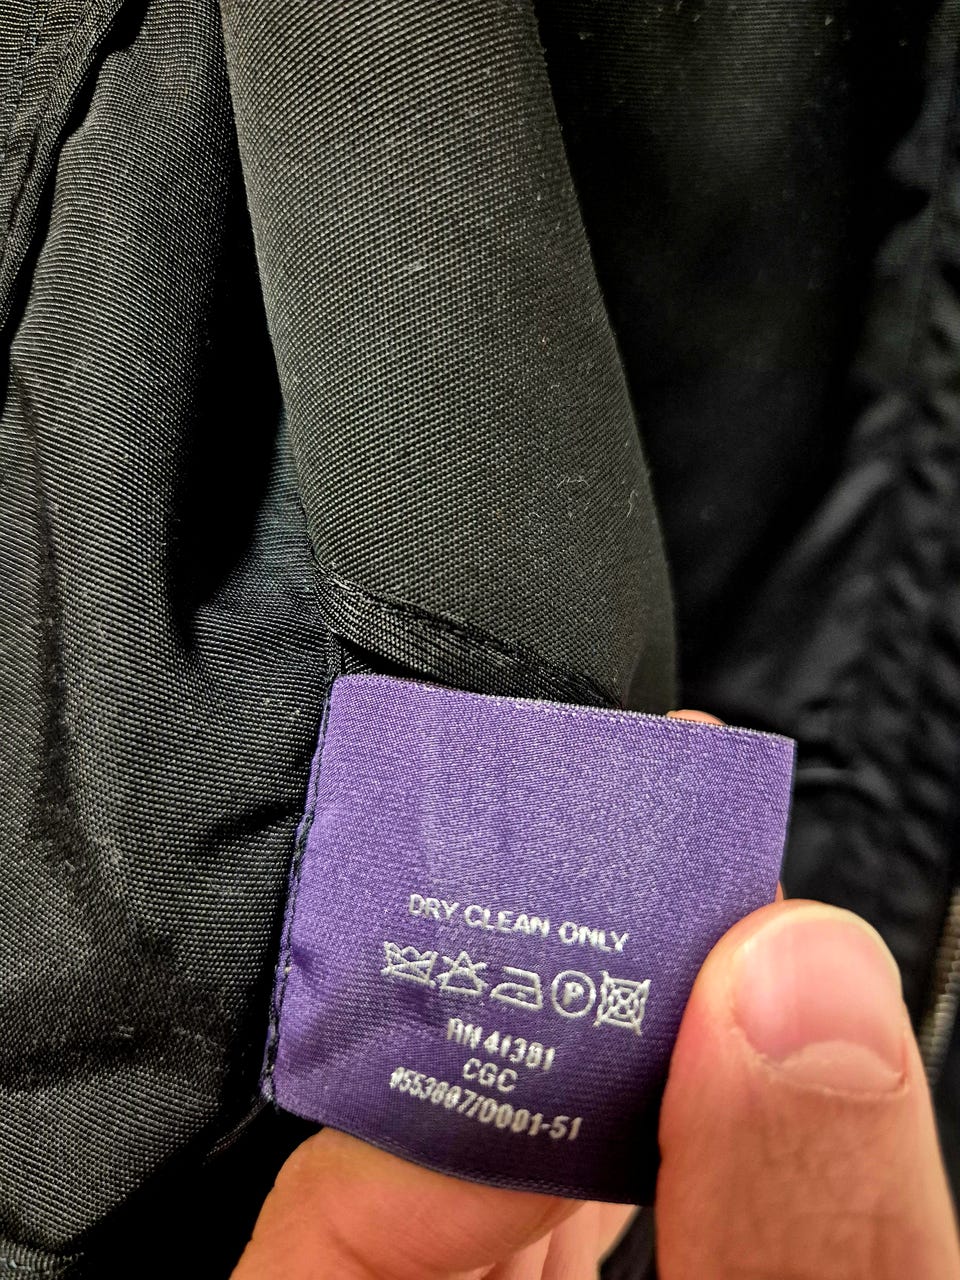 DRY CLEAN ONLY
P
RN 41381
CGC
#553807/D001-51